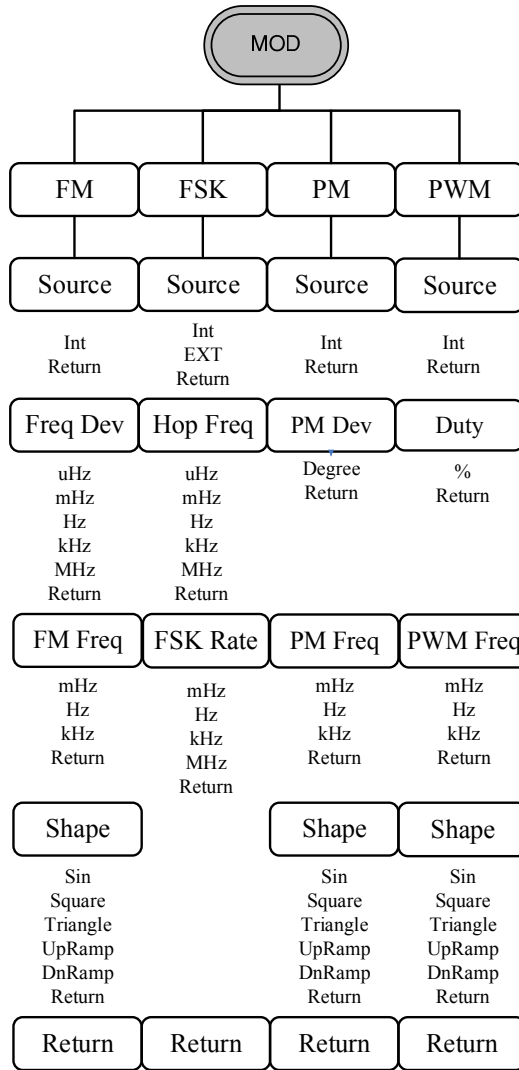 MOD
FM FSK PM PWM
Source Source Source Source
Int
Return
Int
EXT
Return
Int
Return
Int
Return
Freq Dev Hop Freq PM Dev Duty
uHz
mHz
Hz
kHz
MHz
Return
uHz
mHz
Hz
kHz
MHz
Return
Degree
Return
%
Return
FM Freq FSK Rate PM Freq PWM Freq
mHz
Hz
kHz
Return
mHz
Hz
kHz
MHz
Return
mHz
Hz
kHz
Return
mHz
Hz
kHz
Return
Shape Shape Shape
Sin
Square
Triangle
UpRamp
DnRamp
Return
Sin
Square
Triangle
UpRamp
DnRamp
Return
Sin
Square
Triangle
UpRamp
DnRamp
Return
Return Return Return Return